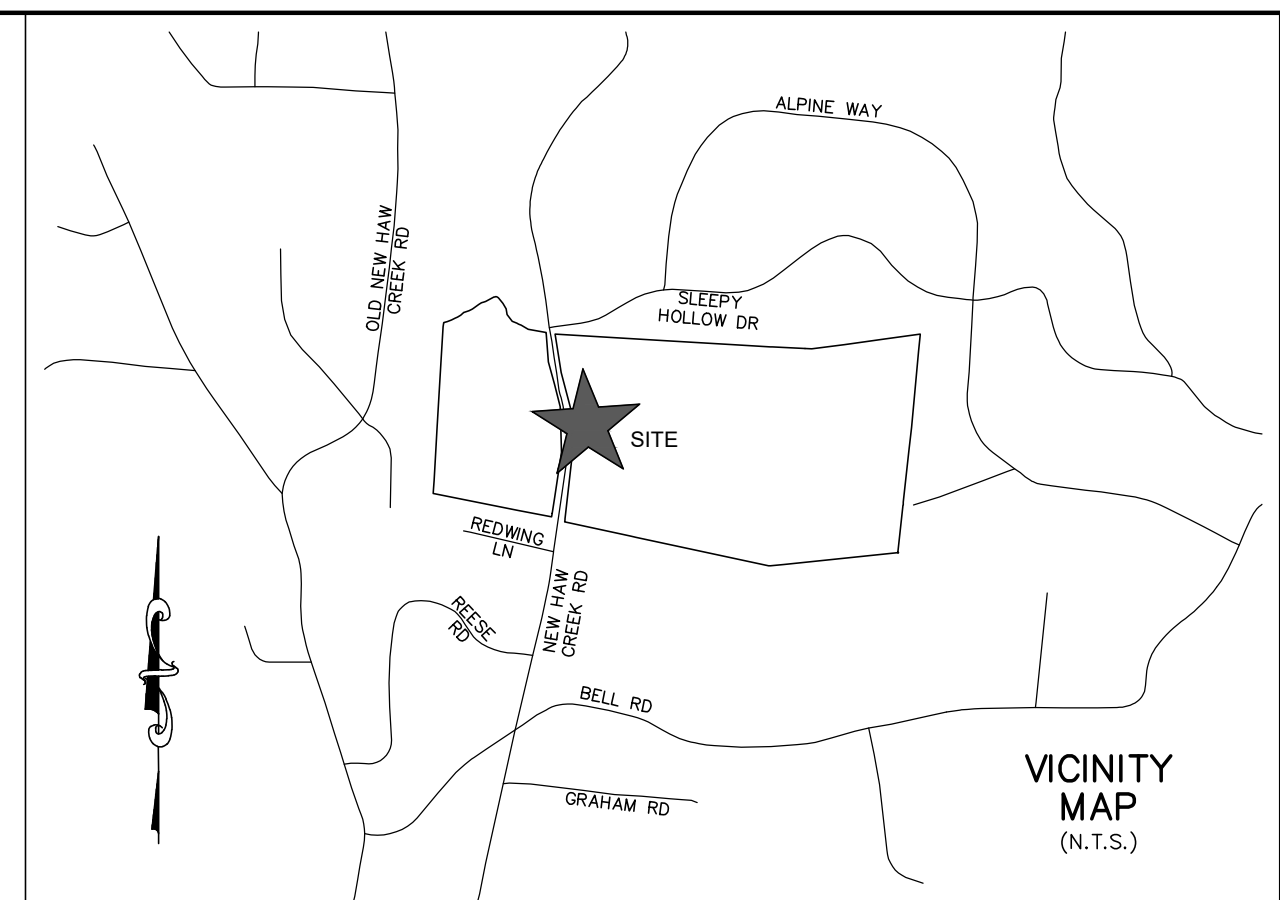 ALPINE WAY
OLD NEW HAW
CREEK RD
SLEEPY
HOLLOW DR
SITE
REDWING
LN
NEW HAW
CREEK RD
REESE
RD
BELL RD
GRAHAM RD
VICINITY
MAP
(N.T.S.)